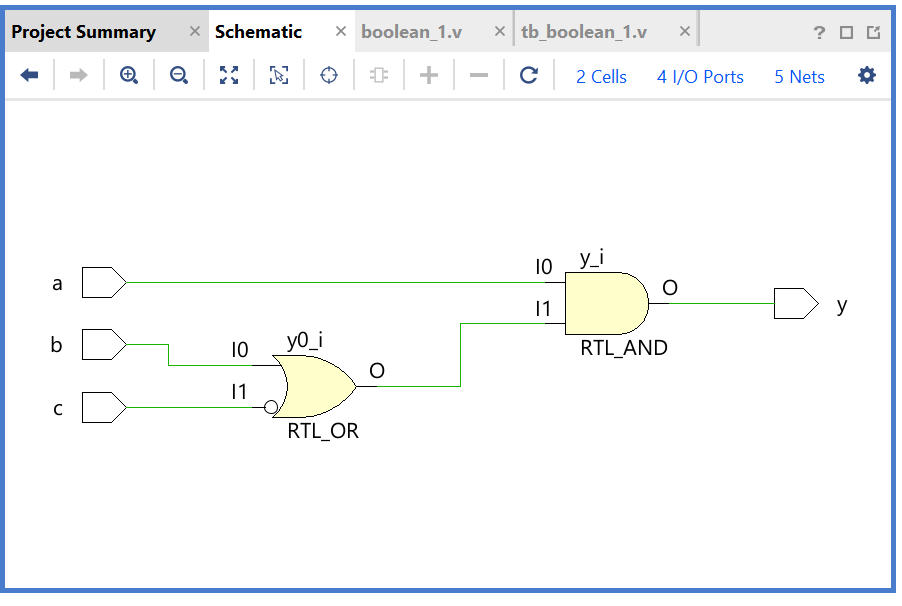 Project Summary × Schematic × boolean_1.v × tb_boolean_1.v × ?
2 Cells 4 I/O Ports 5 Nets
a
I0
y_i
I1
O
y
RTL_AND
b
I0
y0_i
I1
O
c
RTL_OR